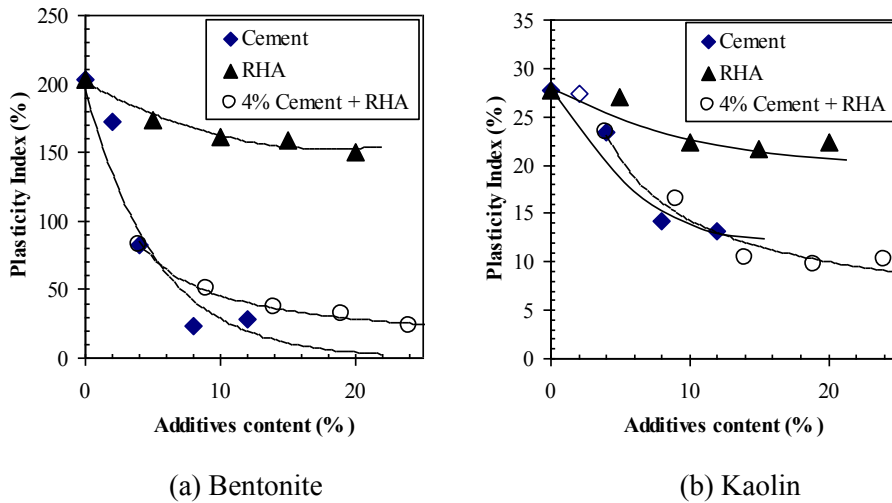 250
200
150
100
50
0
Plasticity Index (%)
Cement
RHA
4% Cement + RHA
0 10 20
Additives content (%)
(a) Bentonite
35
30
25
20
15
10
5
0
Plasticity Index (%)
Cement
RHA
4% Cement + RHA
0 10 20
Additives content (%)
(b) Kaolin